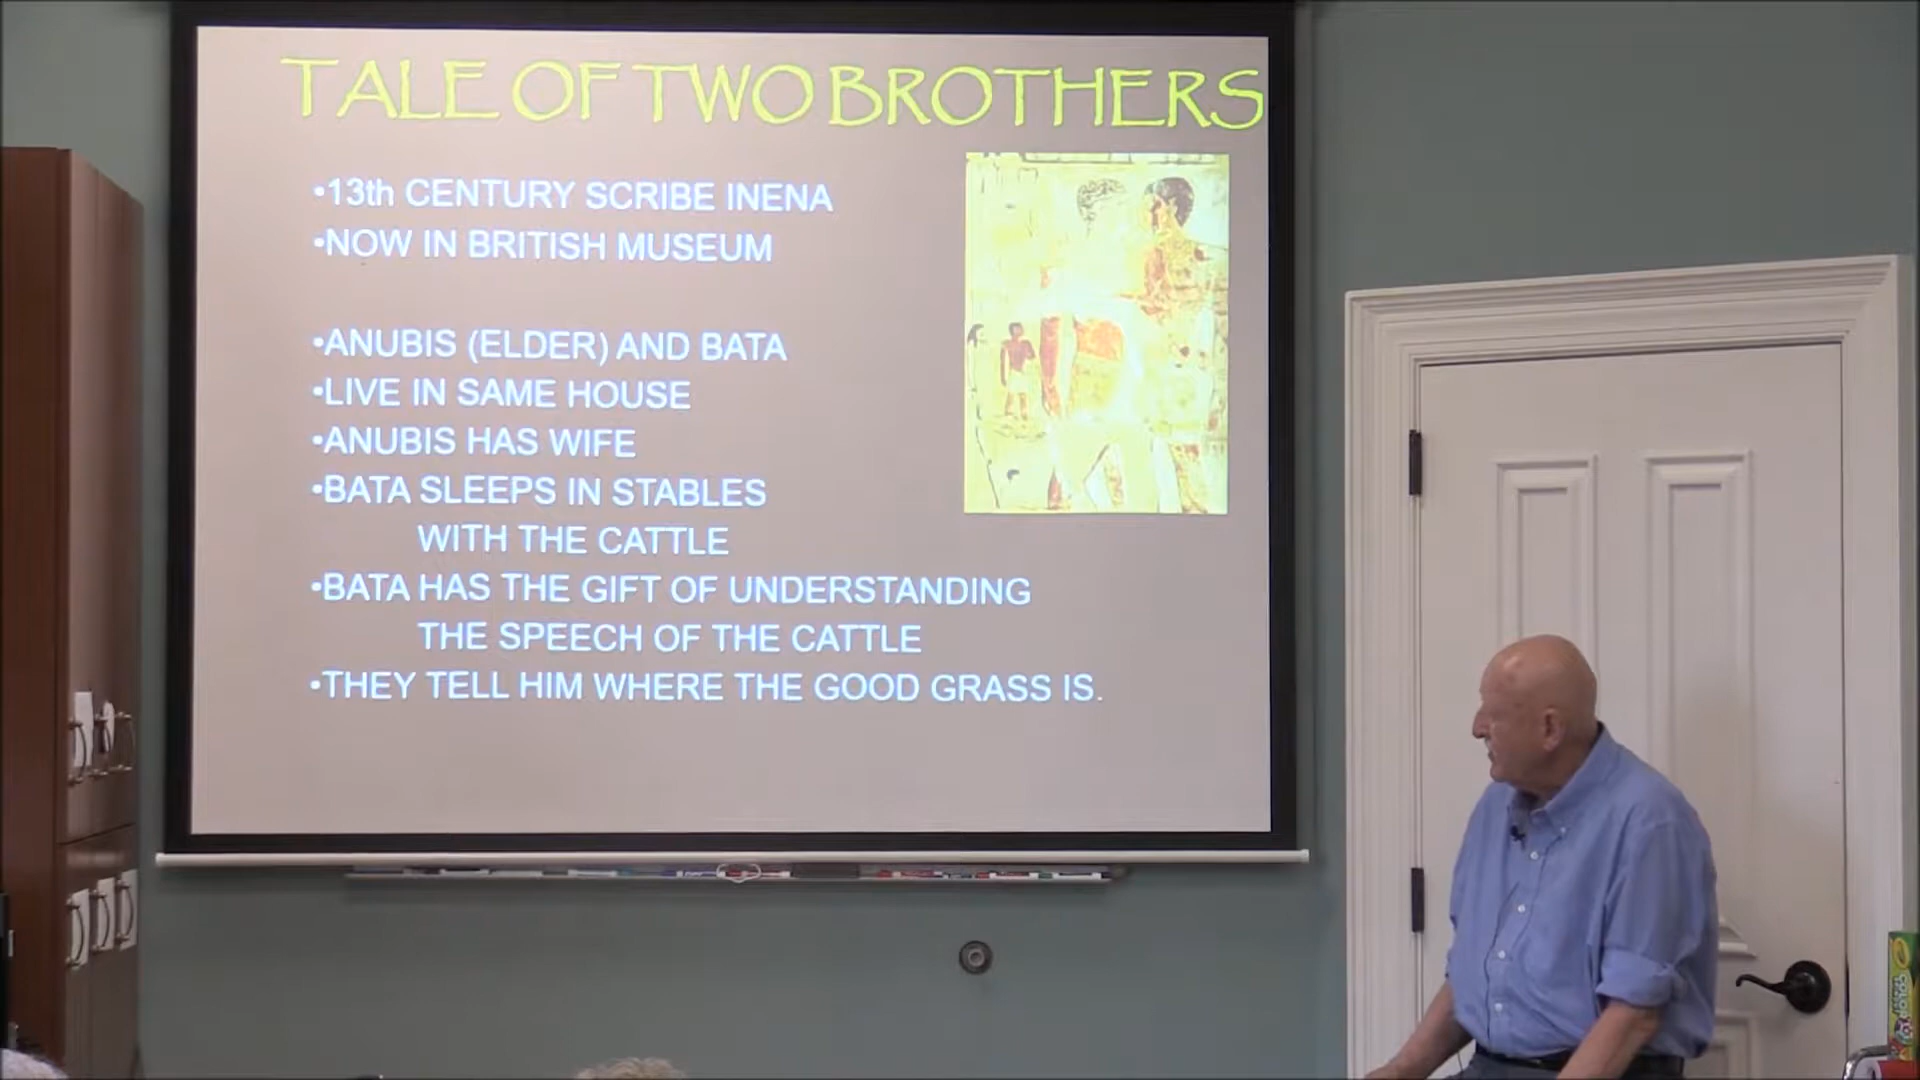 TALE OF TWO BROTHERS
•13th CENTURY SCRIBE INENA
•NOW IN BRITISH MUSEUM
•ANUBIS (ELDER) AND BATA
•LIVE IN SAME HOUSE
•ANUBIS HAS WIFE
•BATA SLEEPS IN STABLES
WITH THE CATTLE
•BATA HAS THE GIFT OF UNDERSTANDING
THE SPEECH OF THE CATTLE
•THEY TELL HIM WHERE THE GOOD GRASS IS.